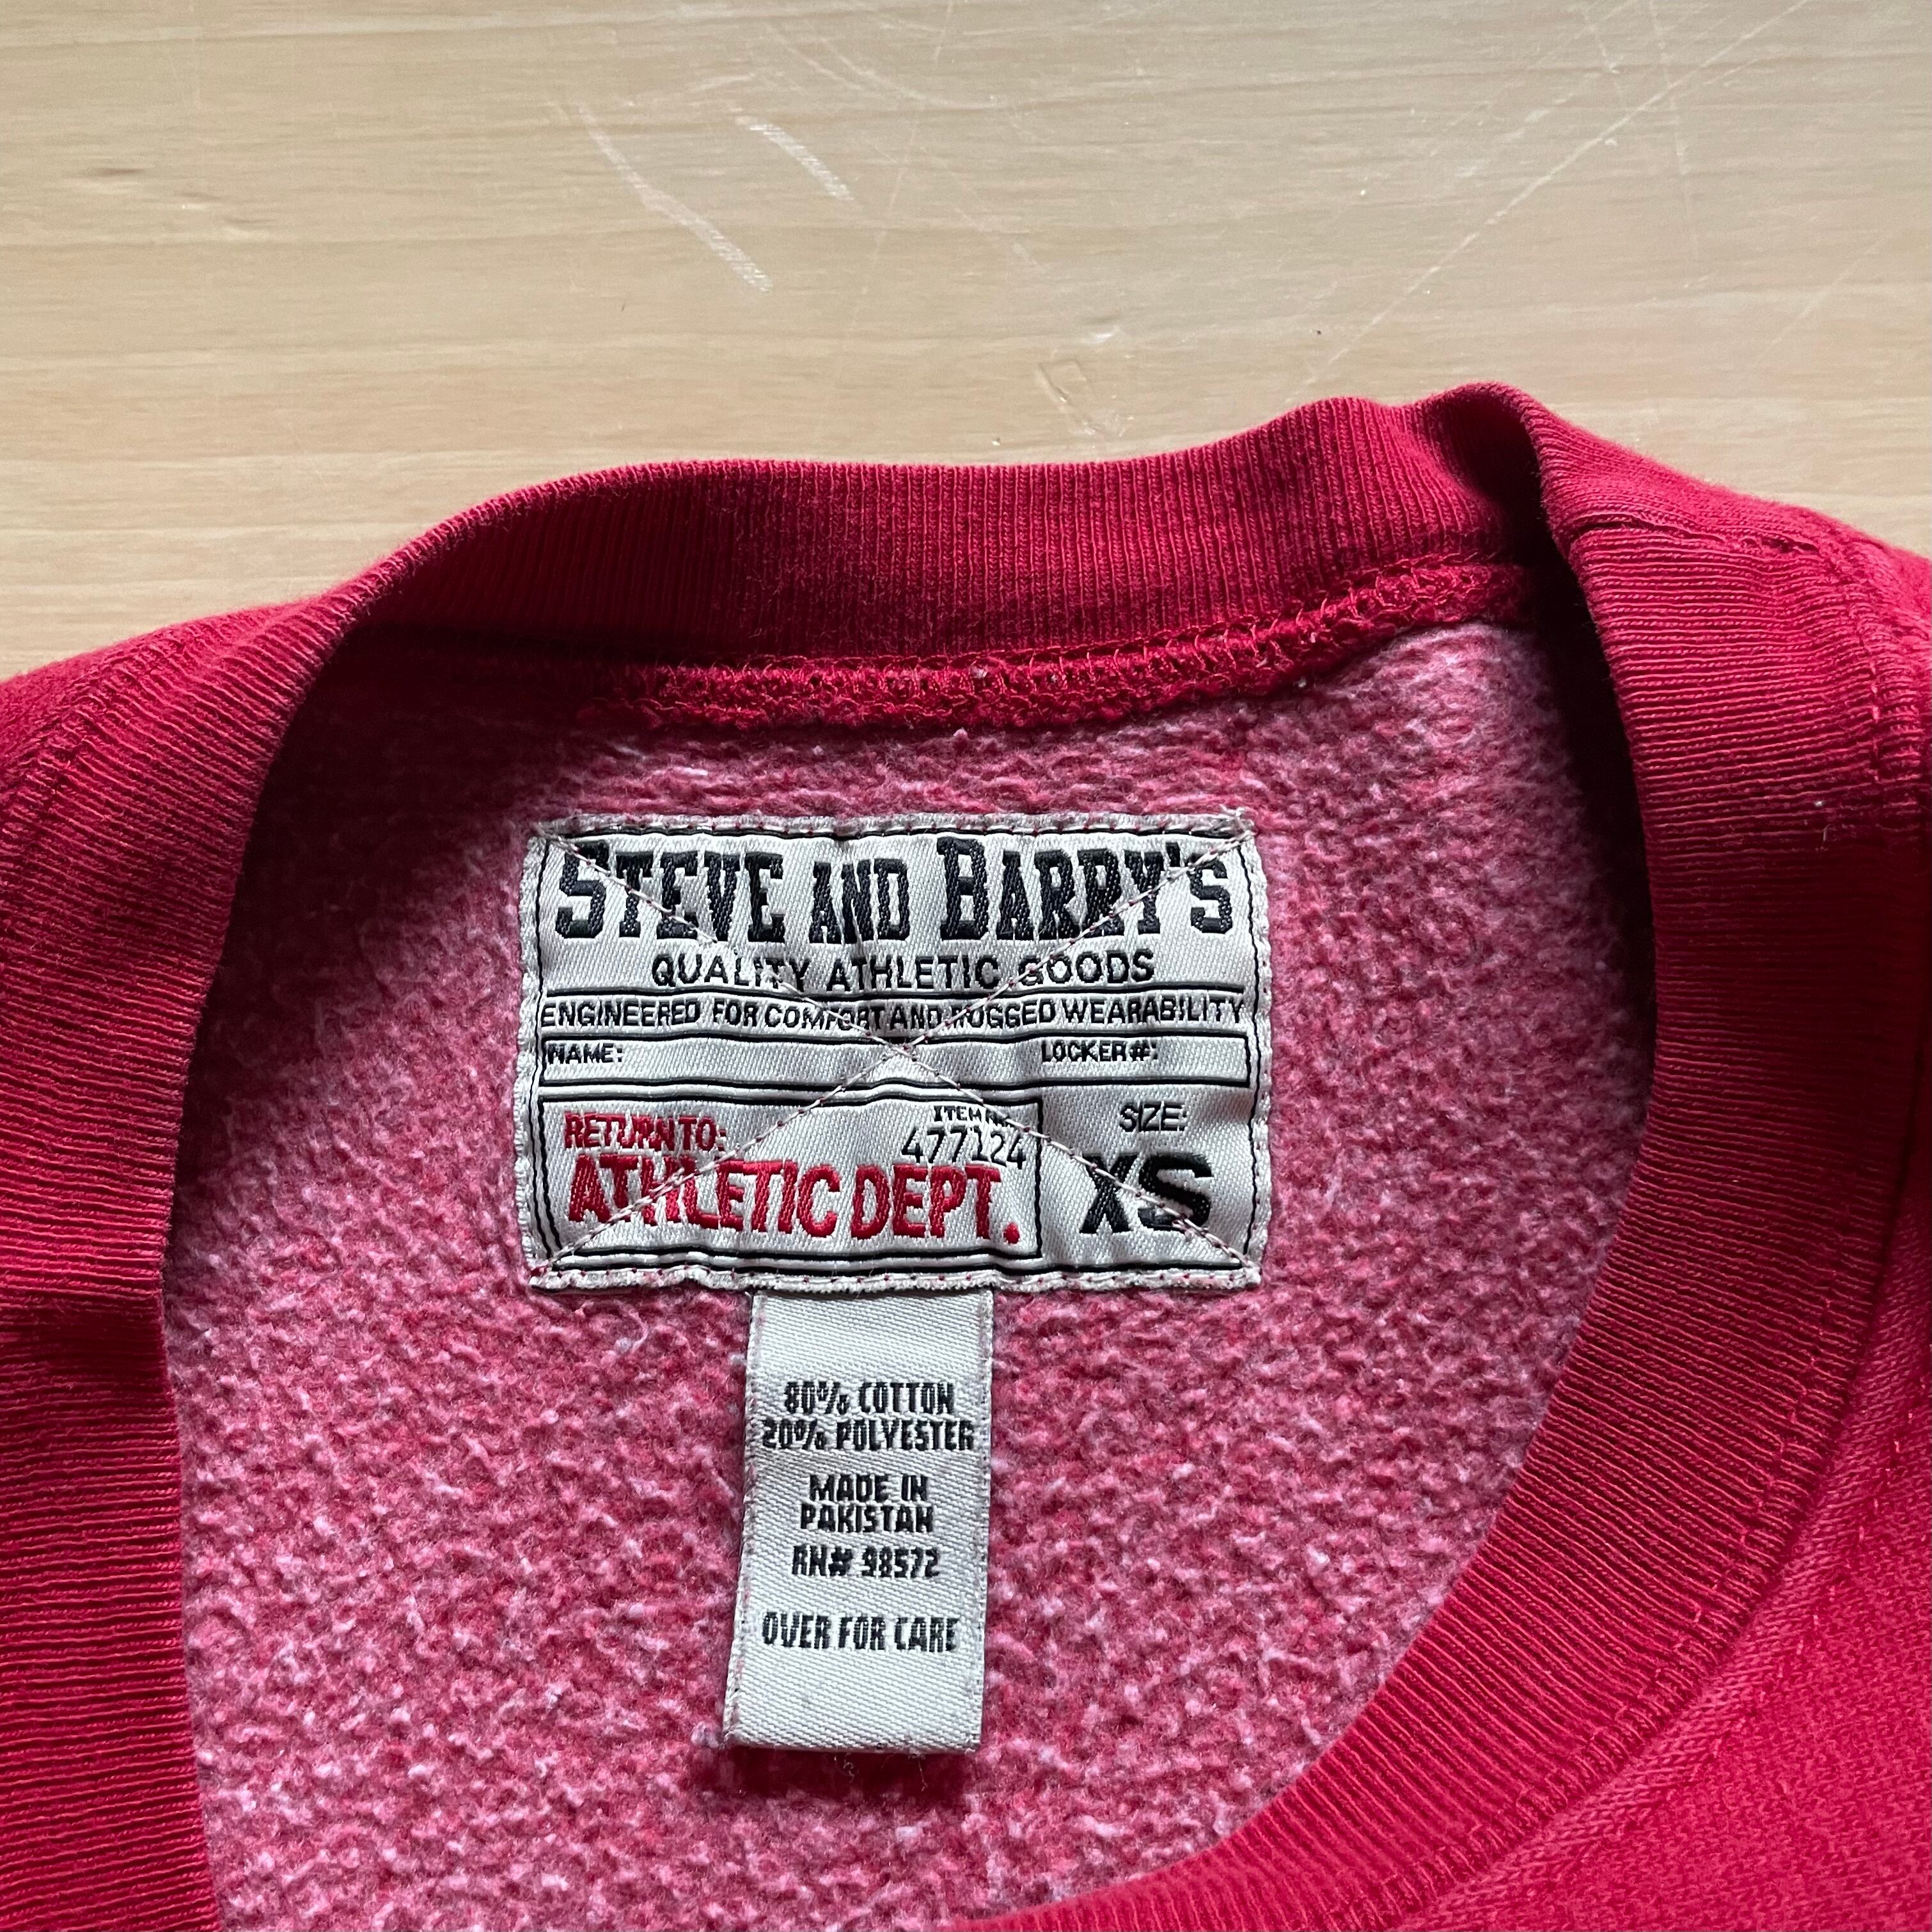 STEVE AND BARRY'S
QUALITY ATHLETIC GOODS
ENGINEERED FOR COMFORT AND RUGGED WEARABILITY
NAME: LOCKER#:
RETURN TO: ITEM
477124
ATHLETIC DEPT.
SIZE:
XS
80% COTTON
20% POLYESTER
MADE IN
PAKISTAN
RN# 98572
OVER FOR CARE